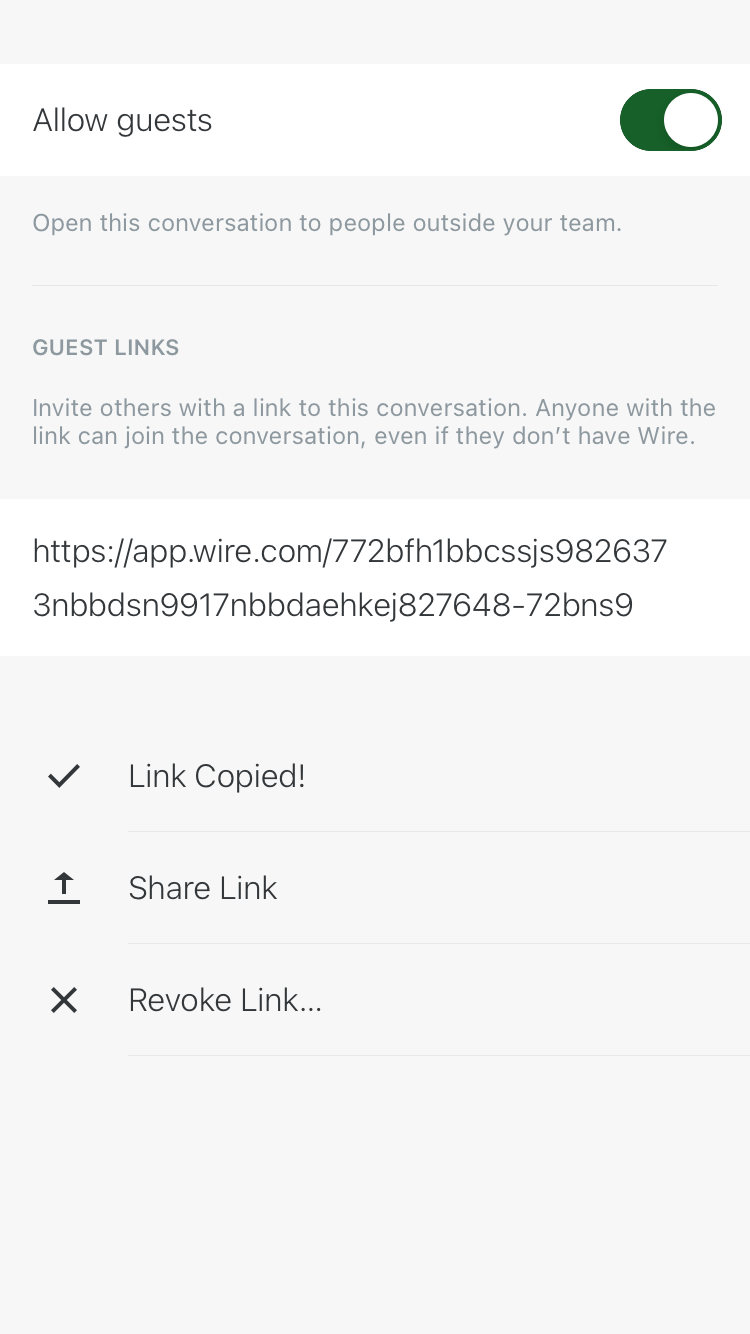 Allow guests
Open this conversation to people outside your team.
GUEST LINKS
Invite others with a link to this conversation. Anyone with the
link can join the conversation, even if they don’t have Wire.
https://app.wire.com/772bfh1bbcssjs982637
3nbbdsn9917nbbdaehkej827648-72bns9
Link Copied!
Share Link
Revoke Link...